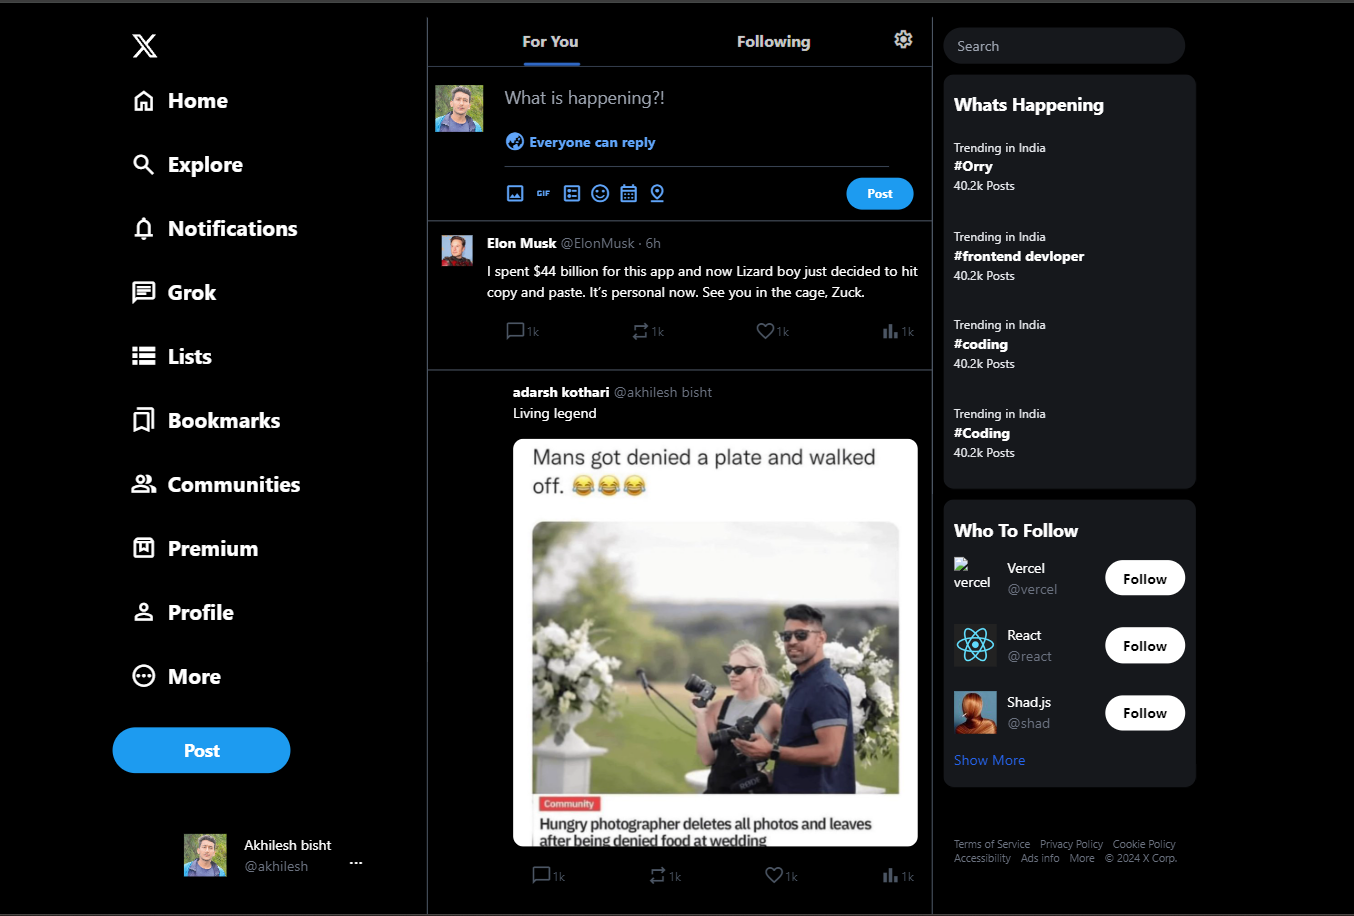 Home
Explore
Notifications
Grok
Lists
Bookmarks
Communities
Premium
Profile
More
Post
Akhilesh bisht
@akhilesh
...
For You
Following
What is happening?!
Everyone can reply
GIF
Post
Elon Musk @ElonMusk · 6h
I spent $44 billion for this app and now Lizard boy just decided to hit
copy and paste. It’s personal now. See you in the cage, Zuck.
1k 1k 1k 1k
adarsh kothari @akhilesh bisht
Living legend
Mans got denied a plate and walked
off. 😂😂😂
Community
Hungry photographer deletes all photos and leaves
after being denied food at wedding
1k 1k 1k 1k
Search
Whats Happening
Trending in India
#Orry
40.2k Posts
Trending in India
#frontend devloper
40.2k Posts
Trending in India
#coding
40.2k Posts
Trending in India
#Coding
40.2k Posts
Who To Follow
vercel
Vercel
@vercel
Follow
React
@react
Follow
Shad.js
@shad
Follow
Show More
Terms of Service Privacy Policy Cookie Policy
Accessibility Ads info More © 2024 X Corp.